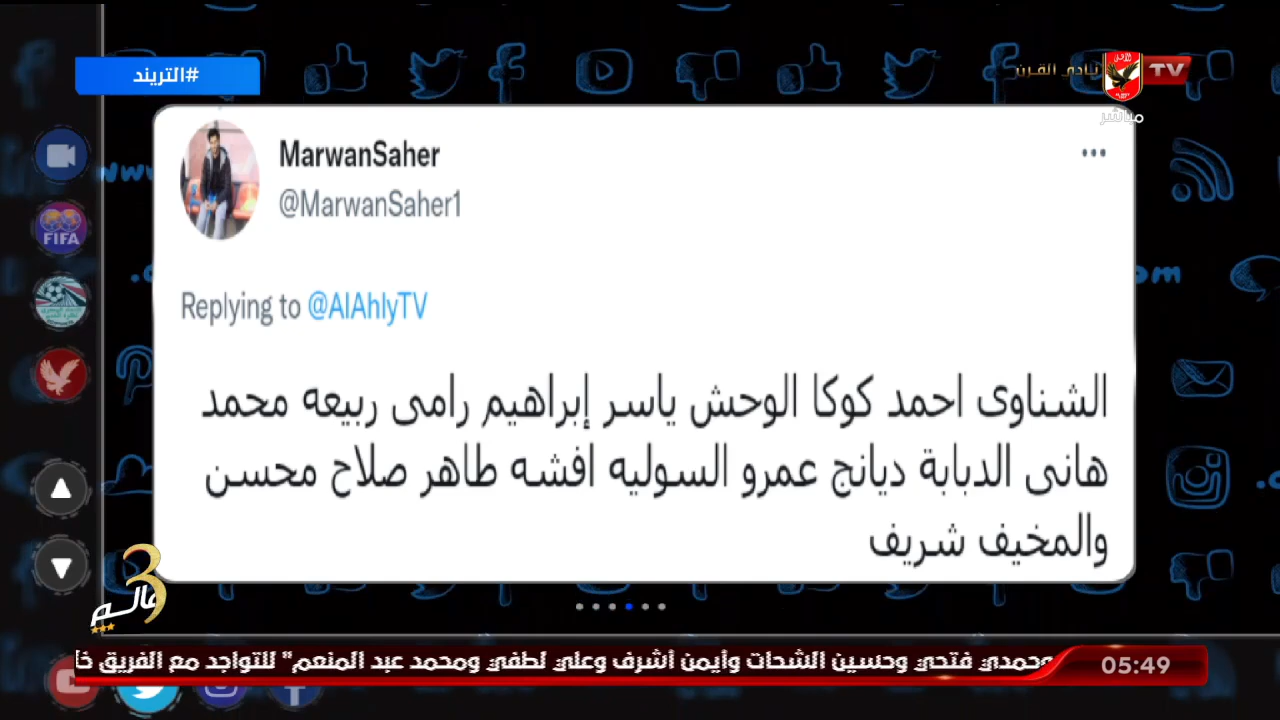 #التريند
نادي القرن
TV
مباشر
MarwanSaher
@MarwanSaher1
Replying to @AlAhlyTV
الشناوى احمد كوكا الوحش ياسر إبراهيم رامى ربيعه محمد
هانى الدبابة ديانج عمرو السوليه افشه طاهر صلاح محسن
والمخيف شريف
FIFA
3
عالمي
وحمدي فتحي وحسين الشحات وأيمن أشرف وعلي لطفي ومحمد عبد المنعم" للتواجد مع الفريق
05:49